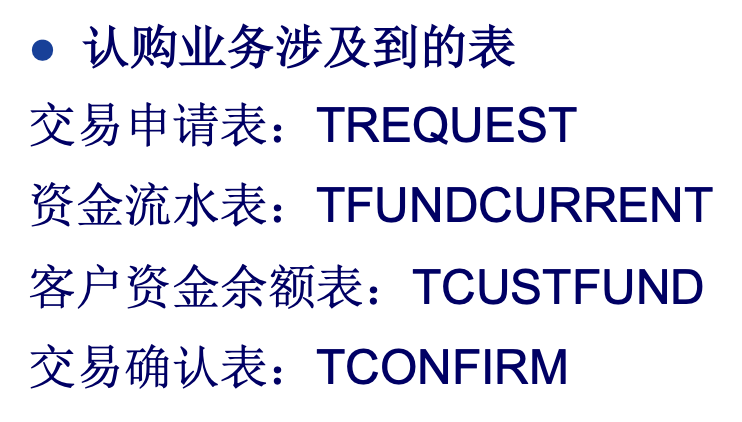 ● 认购业务涉及到的表
交易申请表：TREQUEST
资金流水表：TFUNDCURRENT
客户资金余额表：TCUSTFUND
交易确认表：TCONFIRM